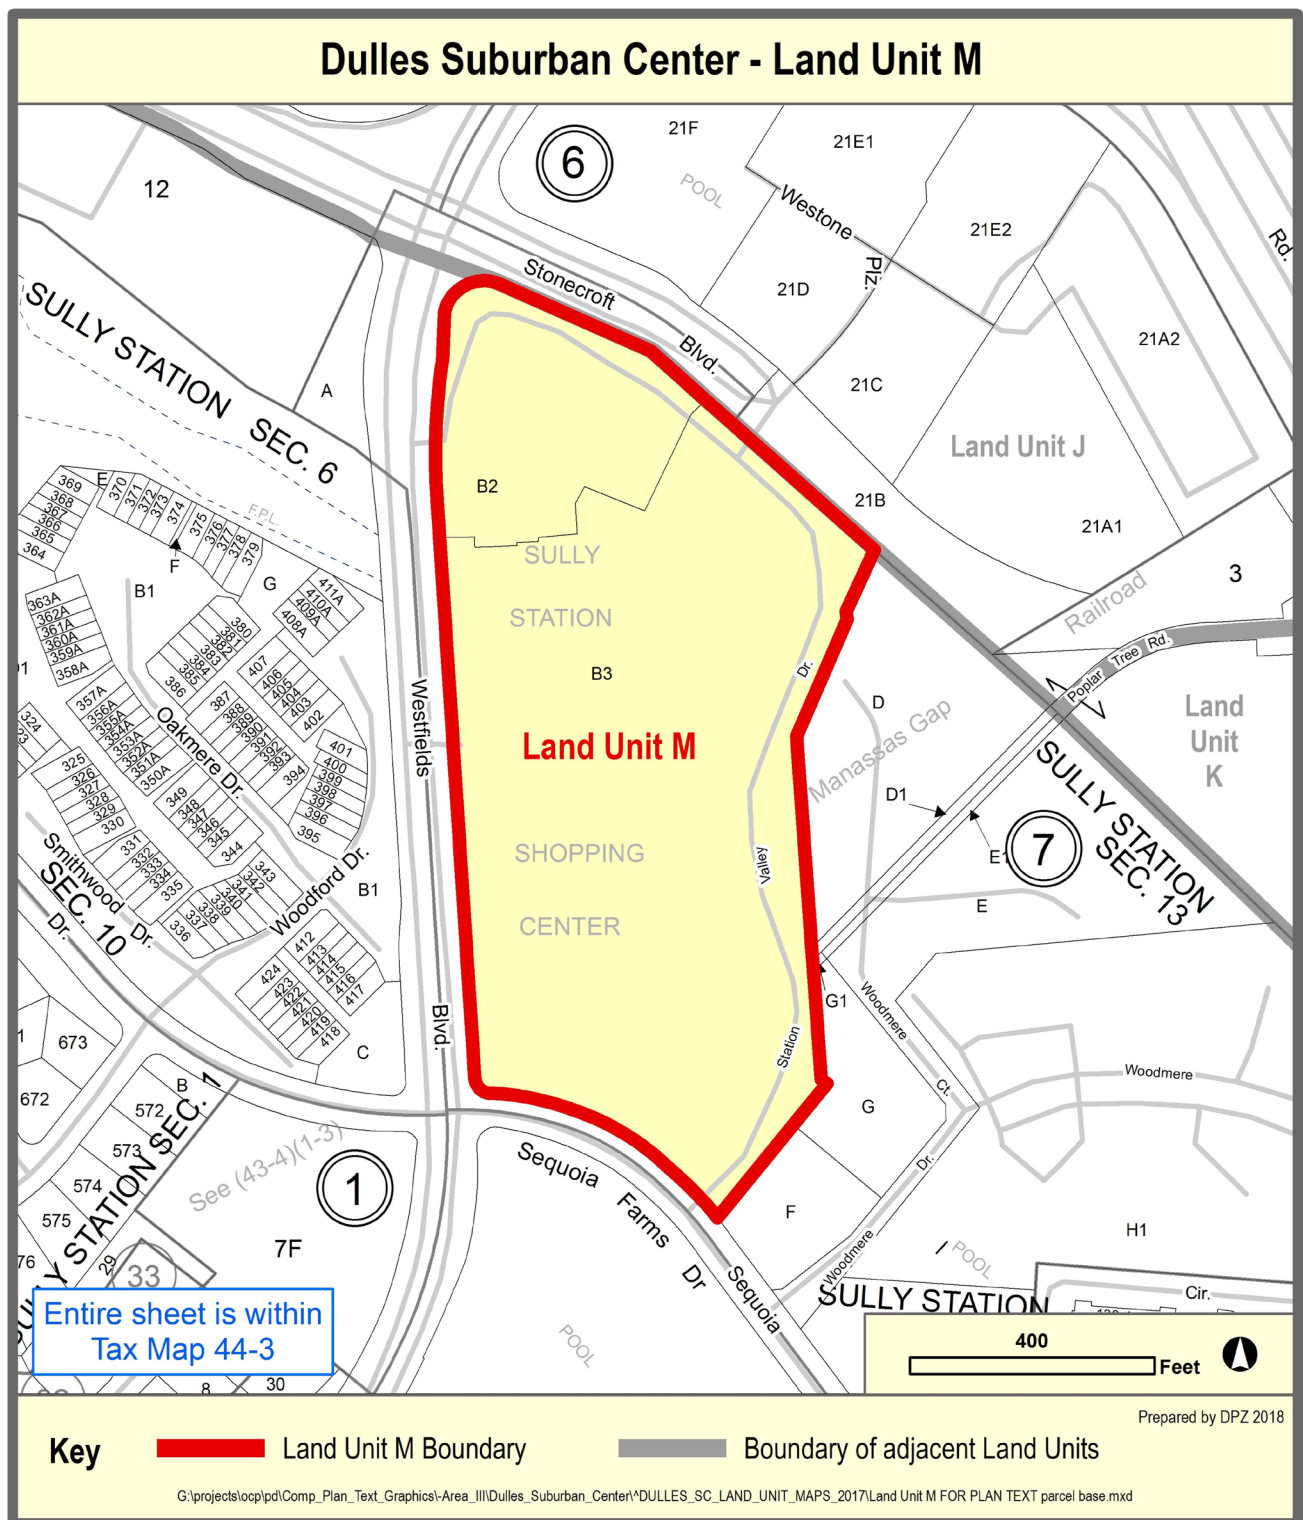 Dulles Suburban Center - Land Unit M
12
6
21F
21E1
POOL
Westone
Plz.
21E2
Rd.
21D
Stonecroft
Blvd.
SULLY STATION SEC. 6
A
21C
21A2
Land Unit J
B2
21B
21A1
369
368
367
366
365
364
E
370
371
372
373
374
375
376
377
378
379
F.P.L.
F
G
B1
SULLY
STATION
B3
Land Unit M
SHOPPING
CENTER
3
Railroad
Poplar Tree Rd.
411A
410A
409A
408A
363A
362A
361A
360A
359A
358A
380
381
382
383
384
385
386
407
406
405
404
403
402
387
388
389
390
391
392
393
394
357A
356A
355A
354A
353A
352A
351A
350A
Oakmere Dr.
Westfields
Blvd.
Dr.
Valley
Station
D
Manassas Gap
Land
Unit
K
324
325
326
327
328
329
330
401
400
399
398
397
396
395
349
348
347
346
345
344
D1
E1
7
SULLY STATION
SEC. 13
331
332
333
334
335
343
342
341
340
339
338
337
336
Smithwood
Dr.
SEC. 10
Dr.
Woodford Dr.
B1
E
412
413
414
415
416
417
424
423
422
421
420
419
418
G1
Woodmere
Ct.
C
673
672
Woodmere
B
572
573
574
575
76
SULLY STATION SEC. 1
See (43-4)(1-3)
1
G
F
Dr.
Woodmere
Sequoia
Farms
Dr
Sequoia
7F
29
33
H1
I
POOL
SULLY STATION
Cir.
POOL
Entire sheet is within
Tax Map 44-3
8
30
400
Feet
Prepared by DPZ 2018
Key
Land Unit M Boundary
Boundary of adjacent Land Units
G:\projects\ocp\pd\Comp_Plan_Text_Graphics\-Area_III\Dulles_Suburban_Center\^DULLES_SC_LAND_UNIT_MAPS_2017\Land Unit M FOR PLAN TEXT parcel base.mxd